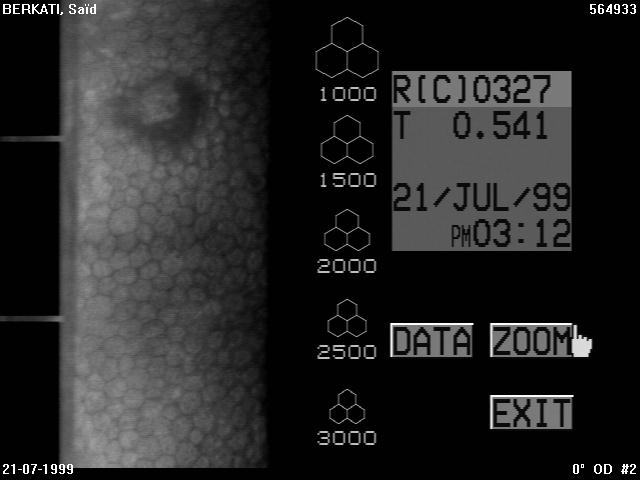 BERKATI, Saïd
564933
1000
1500
2000
2500
3000
R[C]0327
T 0.541
21/JUL/99
PM03:12
DATA
ZOOM
EXIT
21-07-1999
0° OD #2